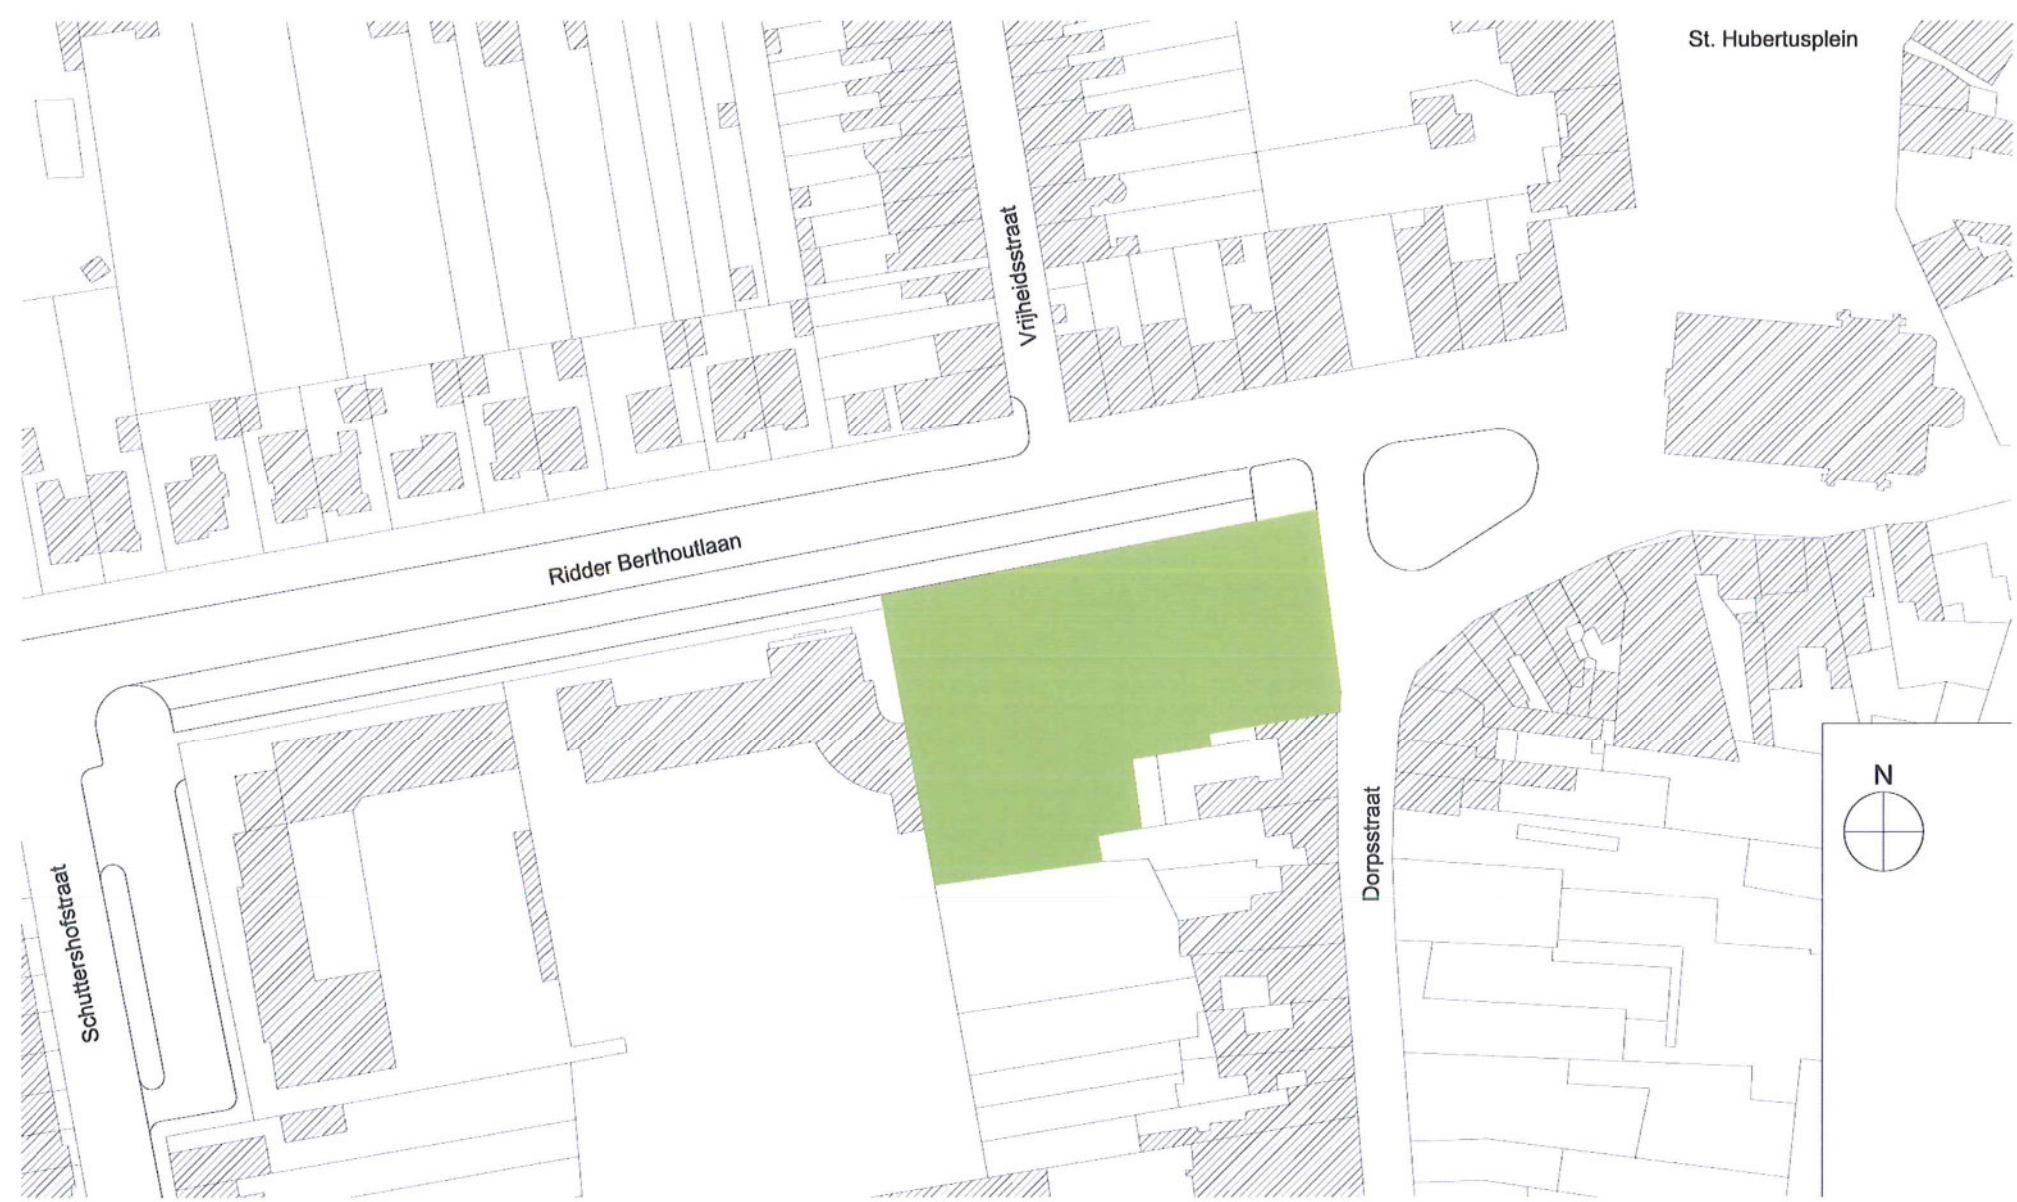 St. Hubertusplein
Vrijheidsstraat
Ridder Berthoutlaan
N
Dorpsstraat
Schuttershofstraat